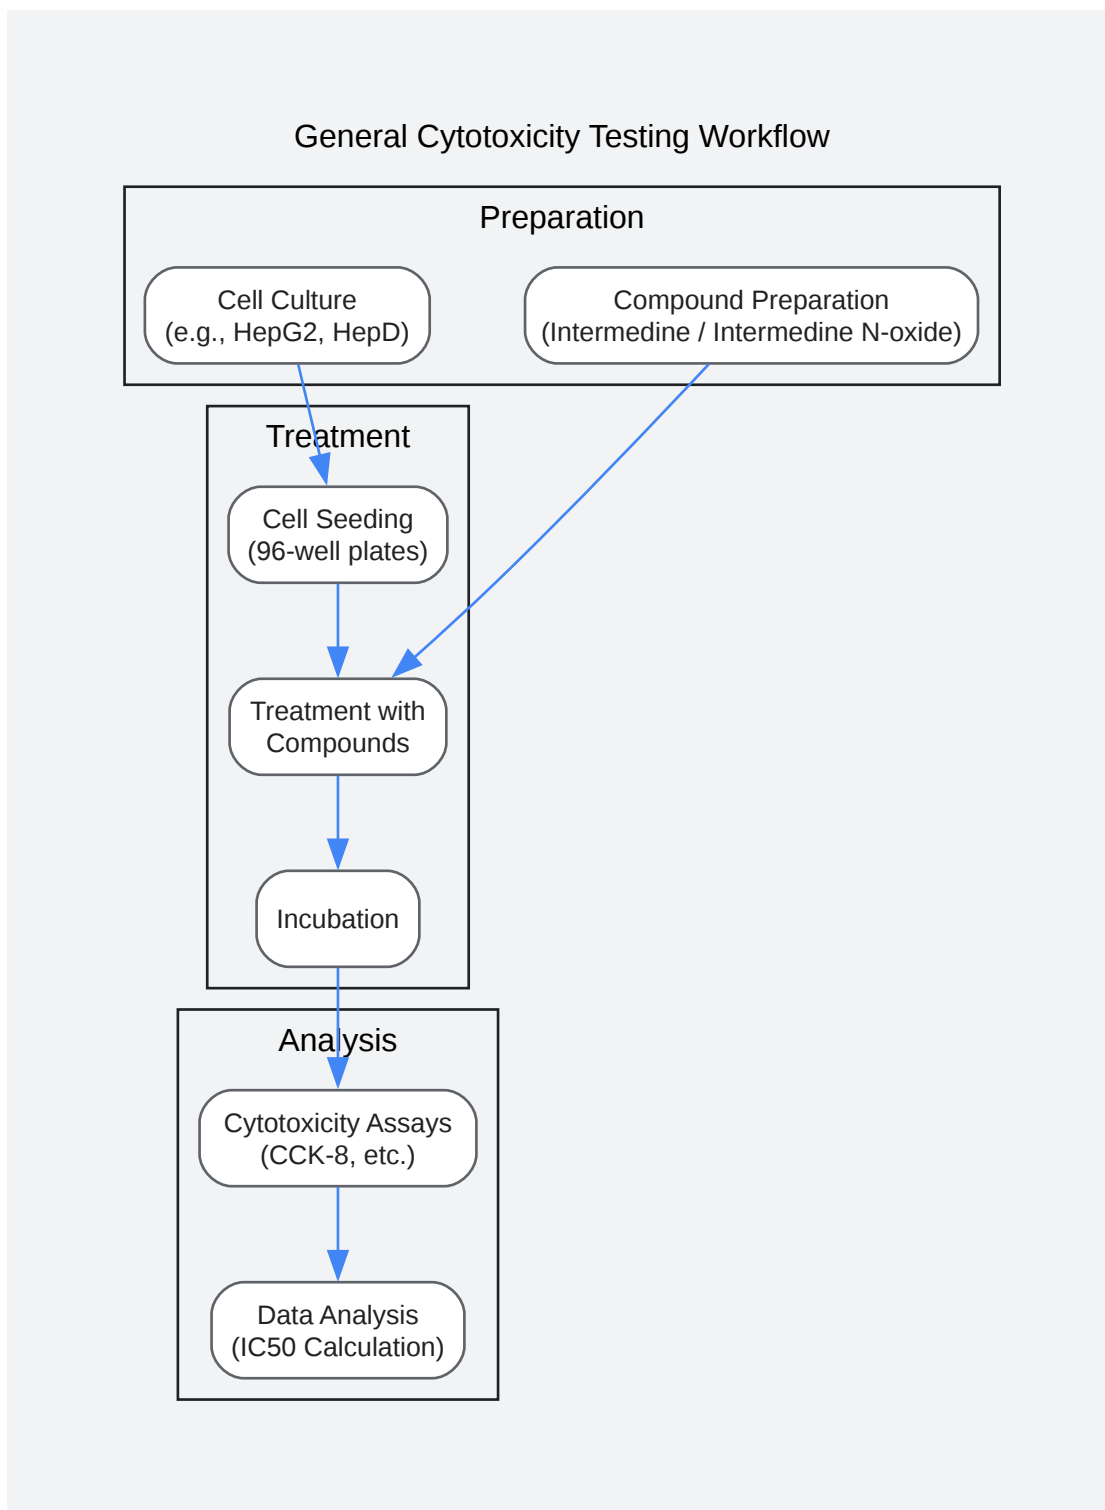 General Cytotoxicity Testing Workflow
Preparation
Cell Culture
(e.g., HepG2, HepD)
Compound Preparation
(Intermedine / Intermedine N-oxide)
Treatment
Cell Seeding
(96-well plates)
Treatment with
Compounds
Incubation
Analysis
Cytotoxicity Assays
(CCK-8, etc.)
Data Analysis
(IC50 Calculation)